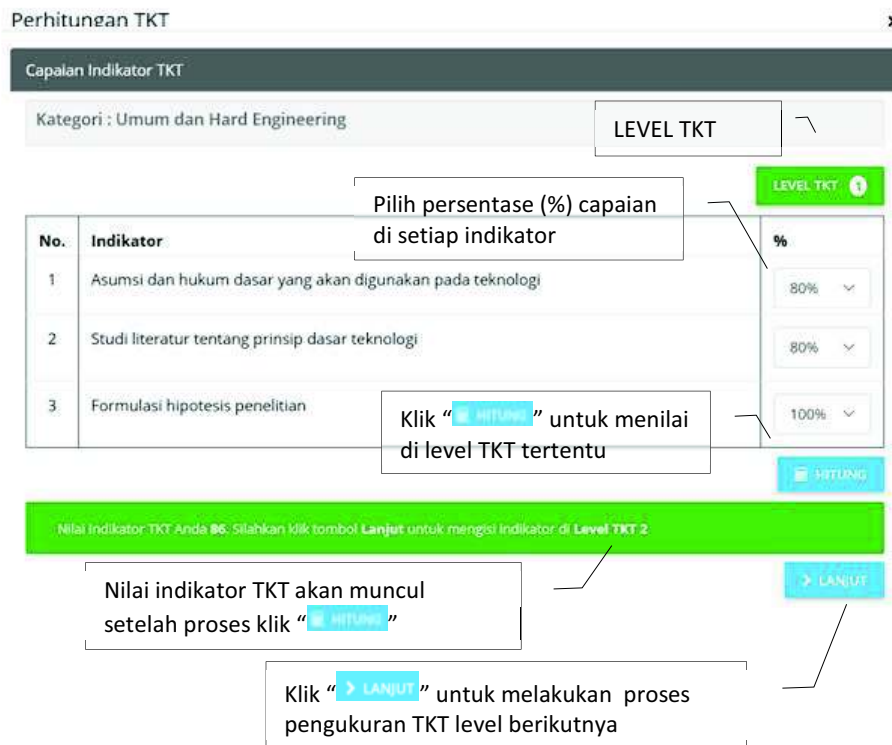 Perhitungan TKT
Capaian Indikator TKT
Kategori : Umum dan Hard Engineering
LEVEL TKT
LEVEL TKT 1
Pilih persentase (%) capaian
di setiap indikator
No. Indikator %
1 Asumsi dan hukum dasar yang akan digunakan pada teknologi 80%
2 Studi literatur tentang prinsip dasar teknologi 80%
3 Formulasi hipotesis penelitian 100%
Klik “ HITUNG ” untuk menilai
di level TKT tertentu
HITUNG
Nilai Indikator TKT Anda 86. Silahkan klik tombol Lanjut untuk mengisi indikator di Level TKT 2
LANJUT
Nilai indikator TKT akan muncul
setelah proses klik “ HITUNG ”
Klik “ > LANJUT ” untuk melakukan proses
pengukuran TKT level berikutnya